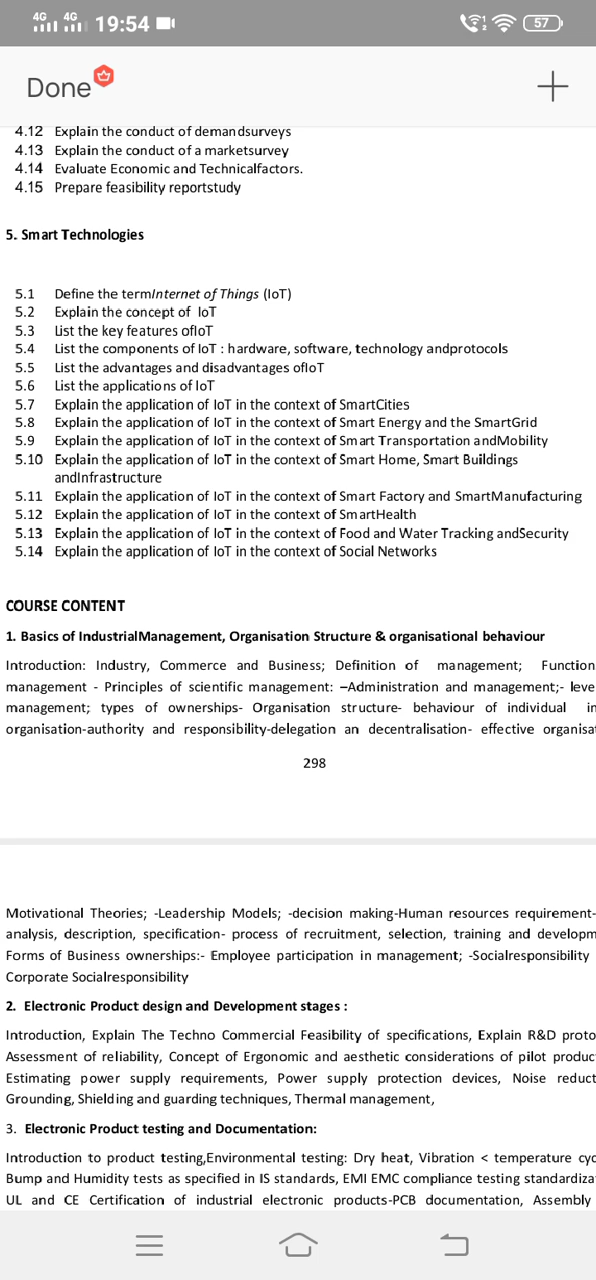 4G 4G 19:54 57
Done
4.12 Explain the conduct of demandsurveys
4.13 Explain the conduct of a marketsurvey
4.14 Evaluate Economic and Technicalfactors.
4.15 Prepare feasibility reportstudy
5. Smart Technologies
5.1 Define the termInternet of Things (IoT)
5.2 Explain the concept of IoT
5.3 List the key features ofIoT
5.4 List the components of IoT : hardware, software, technology andprotocols
5.5 List the advantages and disadvantages ofIoT
5.6 List the applications of IoT
5.7 Explain the application of IoT in the context of SmartCities
5.8 Explain the application of IoT in the context of Smart Energy and the SmartGrid
5.9 Explain the application of IoT in the context of Smart Transportation andMobility
5.10 Explain the application of IoT in the context of Smart Home, Smart Buildings
andInfrastructure
5.11 Explain the application of IoT in the context of Smart Factory and SmartManufacturing
5.12 Explain the application of IoT in the context of SmartHealth
5.13 Explain the application of IoT in the context of Food and Water Tracking andSecurity
5.14 Explain the application of IoT in the context of Social Networks
COURSE CONTENT
1. Basics of IndustrialManagement, Organisation Structure & organisational behaviour
Introduction: Industry, Commerce and Business; Definition of management; Function
management - Principles of scientific management: –Administration and management;- leve
management; types of ownerships- Organisation structure- behaviour of individual in
organisation-authority and responsibility-delegation an decentralisation- effective organisat
298
Motivational Theories; -Leadership Models; -decision making-Human resources requirement-
analysis, description, specification- process of recruitment, selection, training and developm
Forms of Business ownerships:- Employee participation in management; -Socialresponsibility
Corporate Socialresponsibility
2. Electronic Product design and Development stages :
Introduction, Explain The Techno Commercial Feasibility of specifications, Explain R&D proto
Assessment of reliability, Concept of Ergonomic and aesthetic considerations of pilot produc
Estimating power supply requirements, Power supply protection devices, Noise reduct
Grounding, Shielding and guarding techniques, Thermal management,
3. Electronic Product testing and Documentation:
Introduction to product testing,Environmental testing: Dry heat, Vibration < temperature cyc
Bump and Humidity tests as specified in IS standards, EMI EMC compliance testing standardiza
UL and CE Certification of industrial electronic products-PCB documentation, Assembly